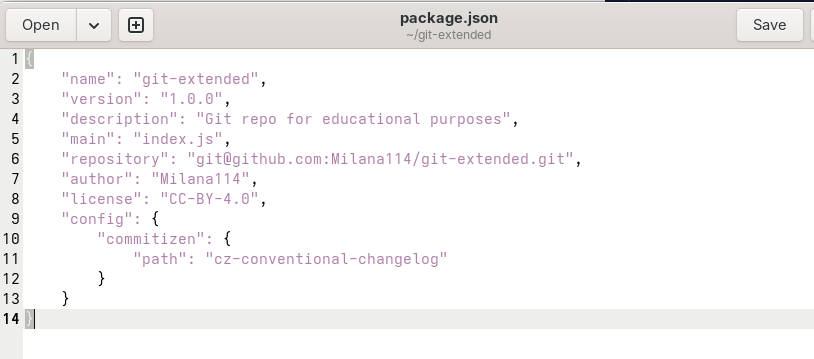 Open
package.json
~/git-extended
Save
1 {
2     "name": "git-extended",
3     "version": "1.0.0",
4     "description": "Git repo for educational purposes",
5     "main": "index.js",
6     "repository": "git@github.com:Milana114/git-extended.git",
7     "author": "Milana114",
8     "license": "CC-BY-4.0",
9     "config": {
10         "commitizen": {
11             "path": "cz-conventional-changelog"
12         }
13     }
14 }